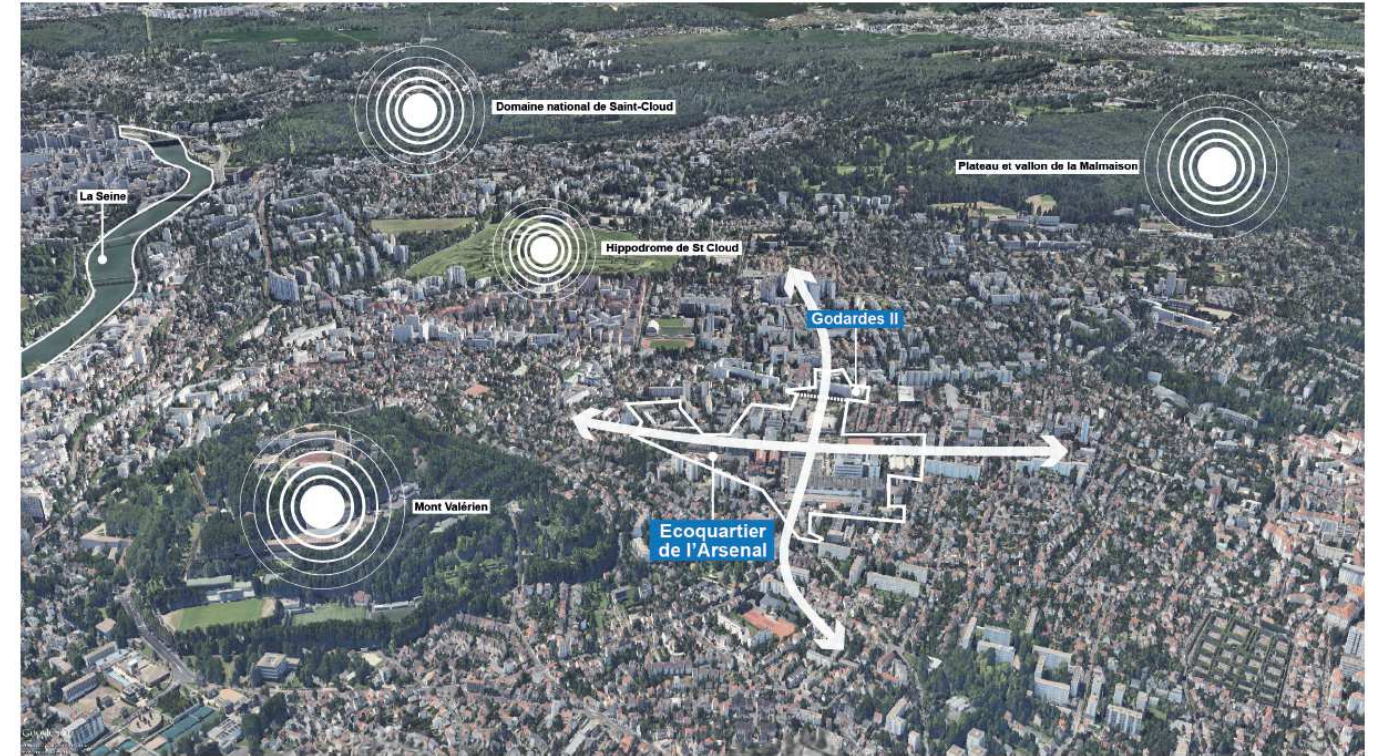 Domaine national de Saint-Cloud
Plateau et vallon de la Malmaison
La Seine
Hippodrome de St Cloud
Godardes II
Mont Valérien
Ecoquartier
de l'Arsenal